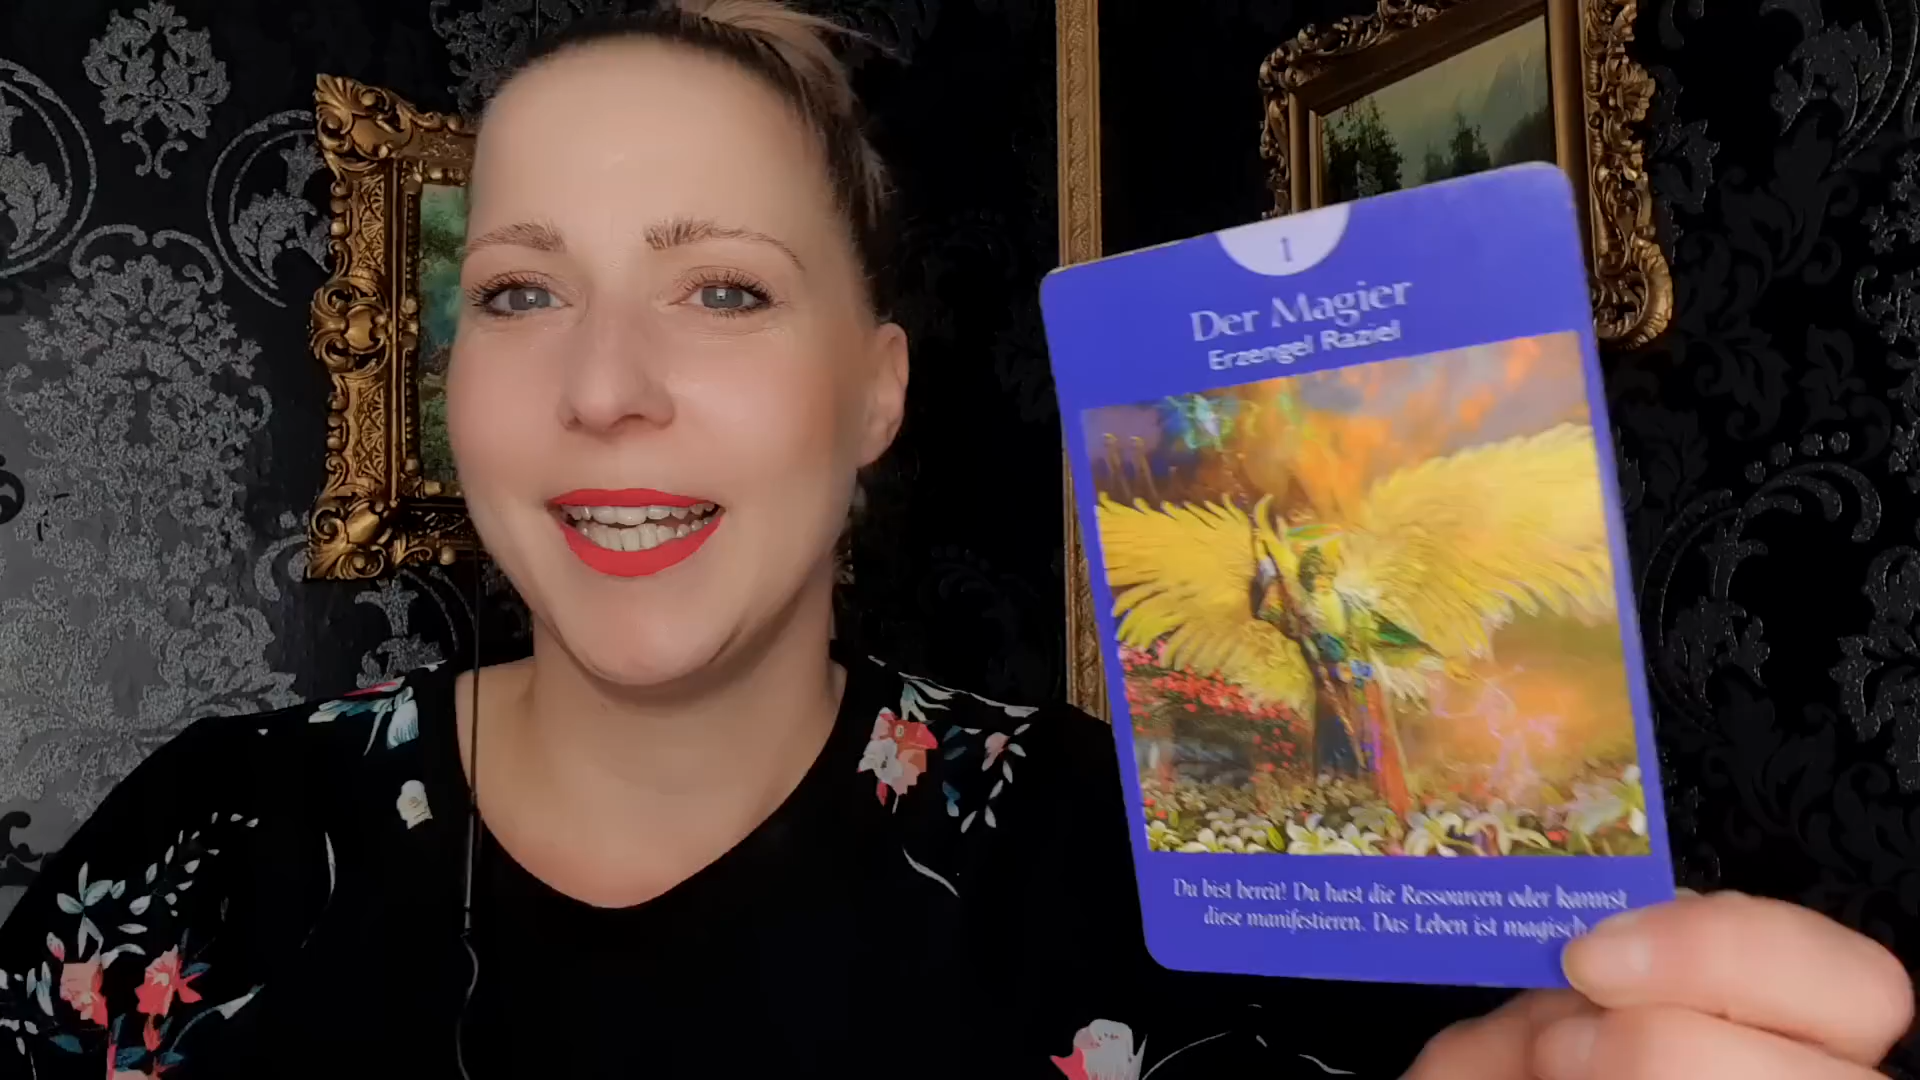 1
Der Magier
Erzengel Raziel
Du bist bereit! Du hast die Ressourcen oder kannst
diese manifestieren. Das Leben ist magisch